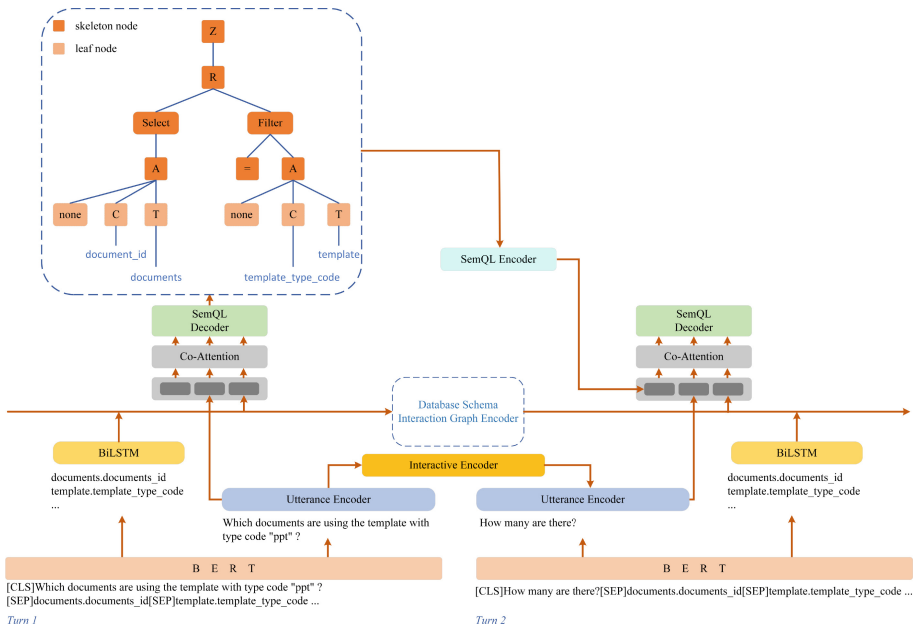 skeleton node
leaf node
Z
R
Select
Filter
A
=
A
none
C
T
none
C
T
document_id
template
documents
template_type_code
SemQL Encoder
SemQL
Decoder
SemQL
Decoder
Co-Attention
Co-Attention
Database Schema
Interaction Graph Encoder
BiLSTM
BiLSTM
Interactive Encoder
documents.documents_id
template.template_type_code
...
documents.documents_id
template.template_type_code
...
Utterance Encoder
Utterance Encoder
Which documents are using the template with
type code "ppt" ?
How many are there?
B E R T
B E R T
[CLS]Which documents are using the template with type code "ppt" ?
[SEP]documents.documents_id[SEP]template.template_type_code ...
[CLS]How many are there?[SEP]documents.documents_id[SEP]template.template_type_code ...
Turn 1
Turn 2